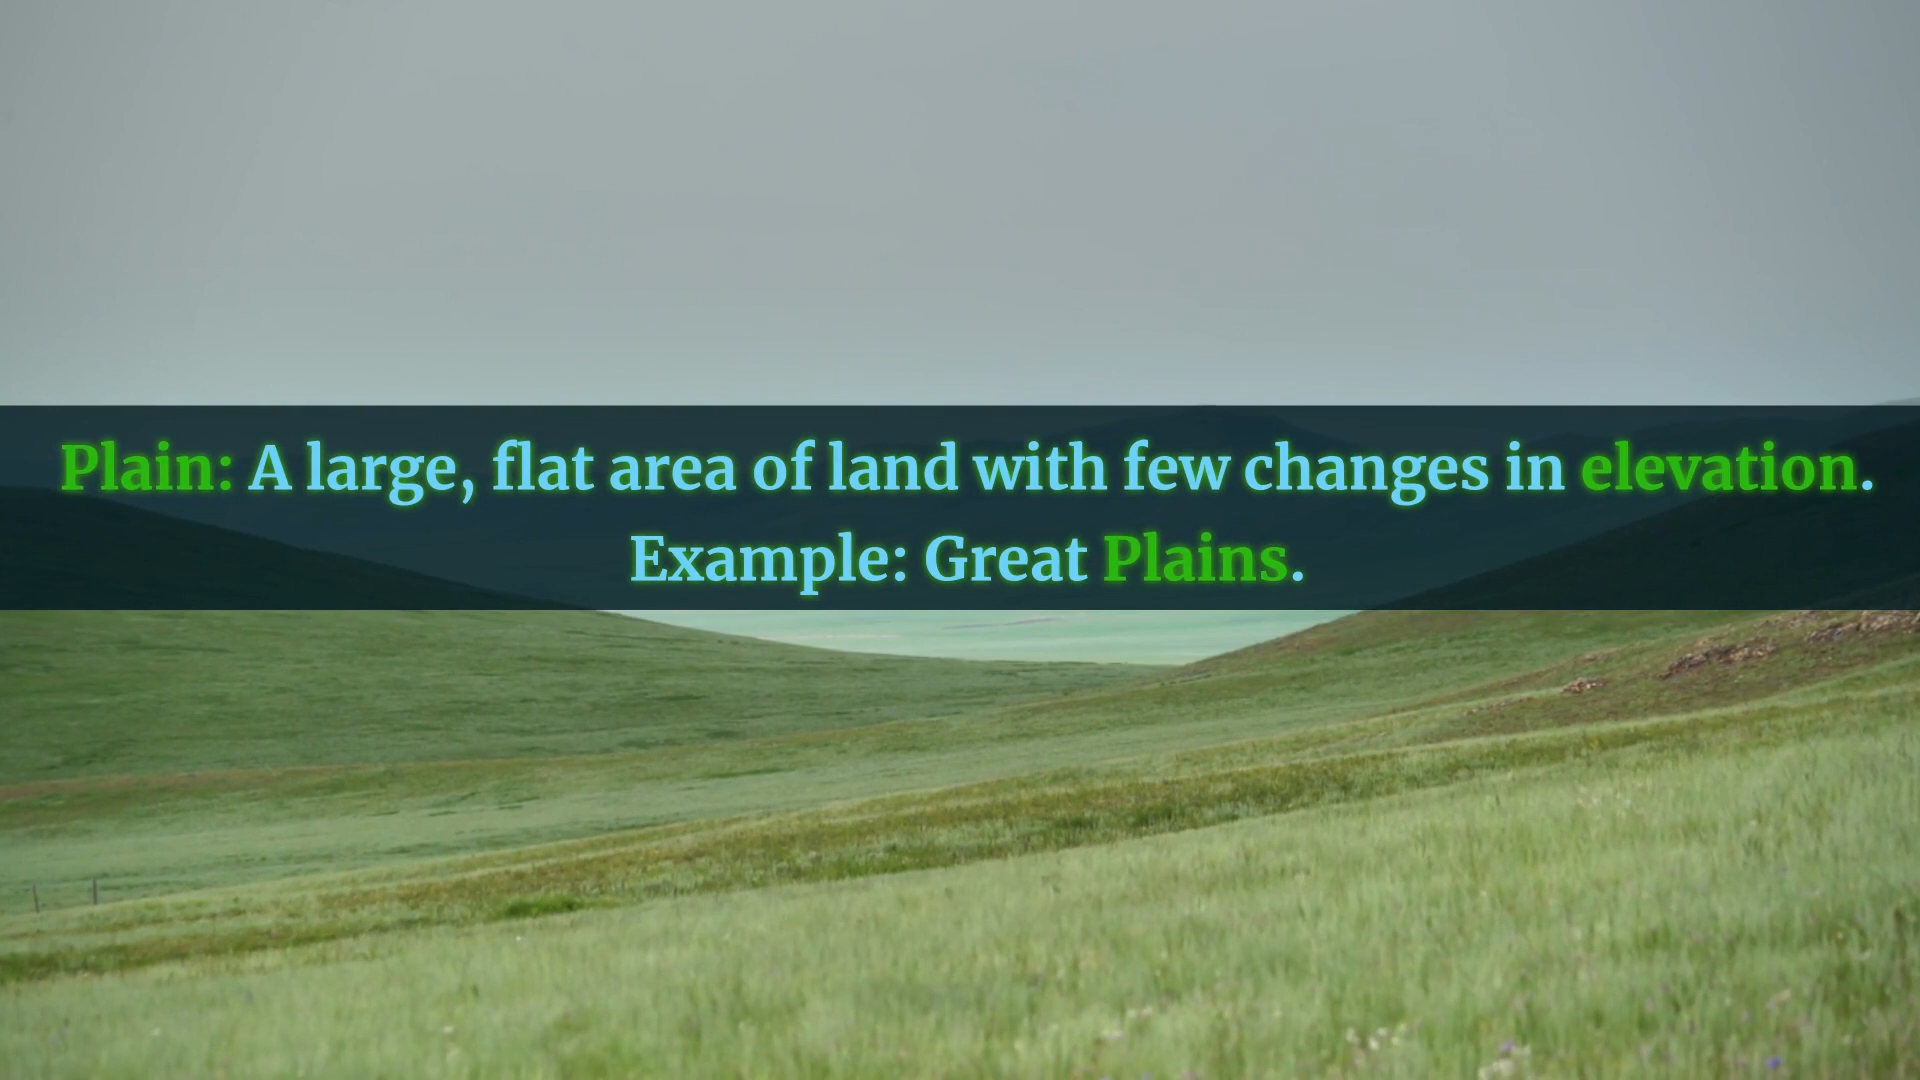 Plain: A large, flat area of land with few changes in elevation.
Example: Great Plains.